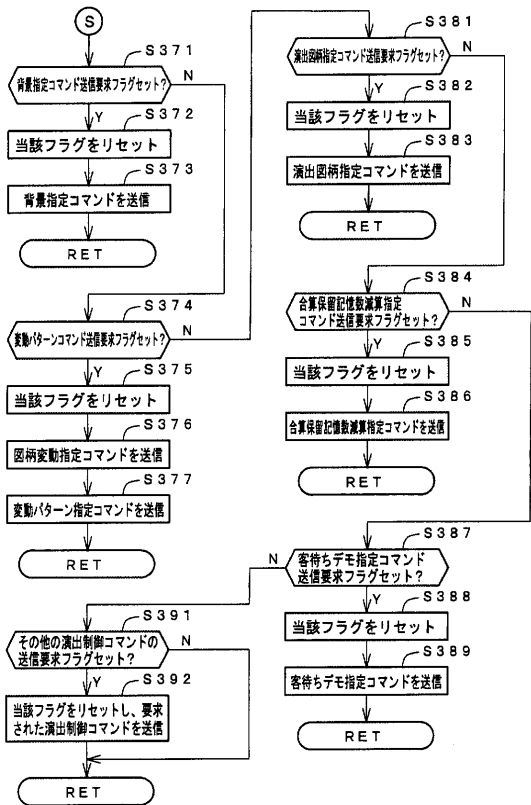 S
S371
背景指定コマンド送信要求フラグセット?
N
Y
S372
当該フラグをリセット
S373
背景指定コマンドを送信
RET
S374
変動パターンコマンド送信要求フラグセット?
N
Y
S375
当該フラグをリセット
S376
図柄変動指定コマンドを送信
S377
変動パターン指定コマンドを送信
RET
S381
演出図柄指定コマンド送信要求フラグセット?
N
Y
S382
当該フラグをリセット
S383
演出図柄指定コマンドを送信
RET
S384
合算保留記憶数減算指定
コマンド送信要求フラグセット?
N
Y
S385
当該フラグをリセット
S386
合算保留記憶数減算指定コマンドを送信
RET
S387
客待ちデモ指定コマンド
送信要求フラグセット?
N
Y
S388
当該フラグをリセット
S389
客待ちデモ指定コマンドを送信
RET
S391
その他の演出制御コマンドの
送信要求フラグセット?
N
Y
S392
当該フラグをリセットし、要求
された演出制御コマンドを送信
RET